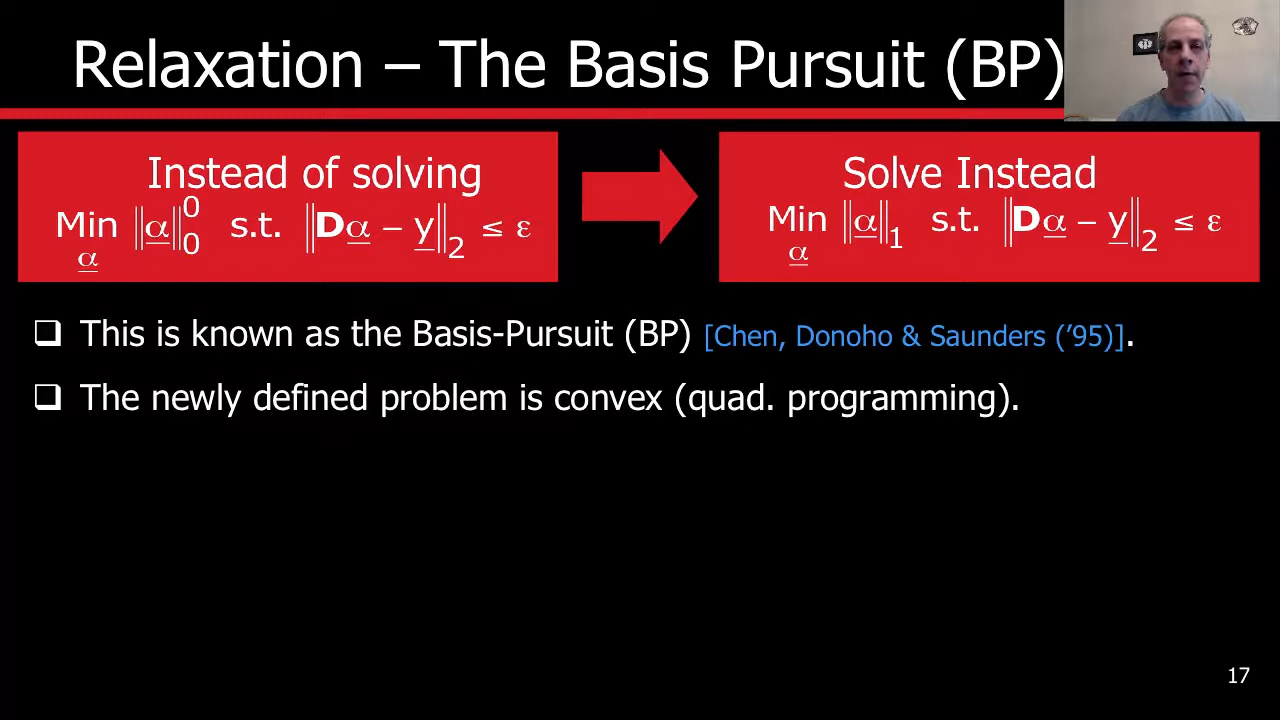 Relaxation – The Basis Pursuit (BP)
Instead of solving
Min ‖α‖₀⁰ s.t. ‖Dα − y‖₂ ≤ ε
α
Solve Instead
Min ‖α‖₁ s.t. ‖Dα − y‖₂ ≤ ε
α
❑ This is known as the Basis-Pursuit (BP) [Chen, Donoho & Saunders (’95)].
❑ The newly defined problem is convex (quad. programming).
17